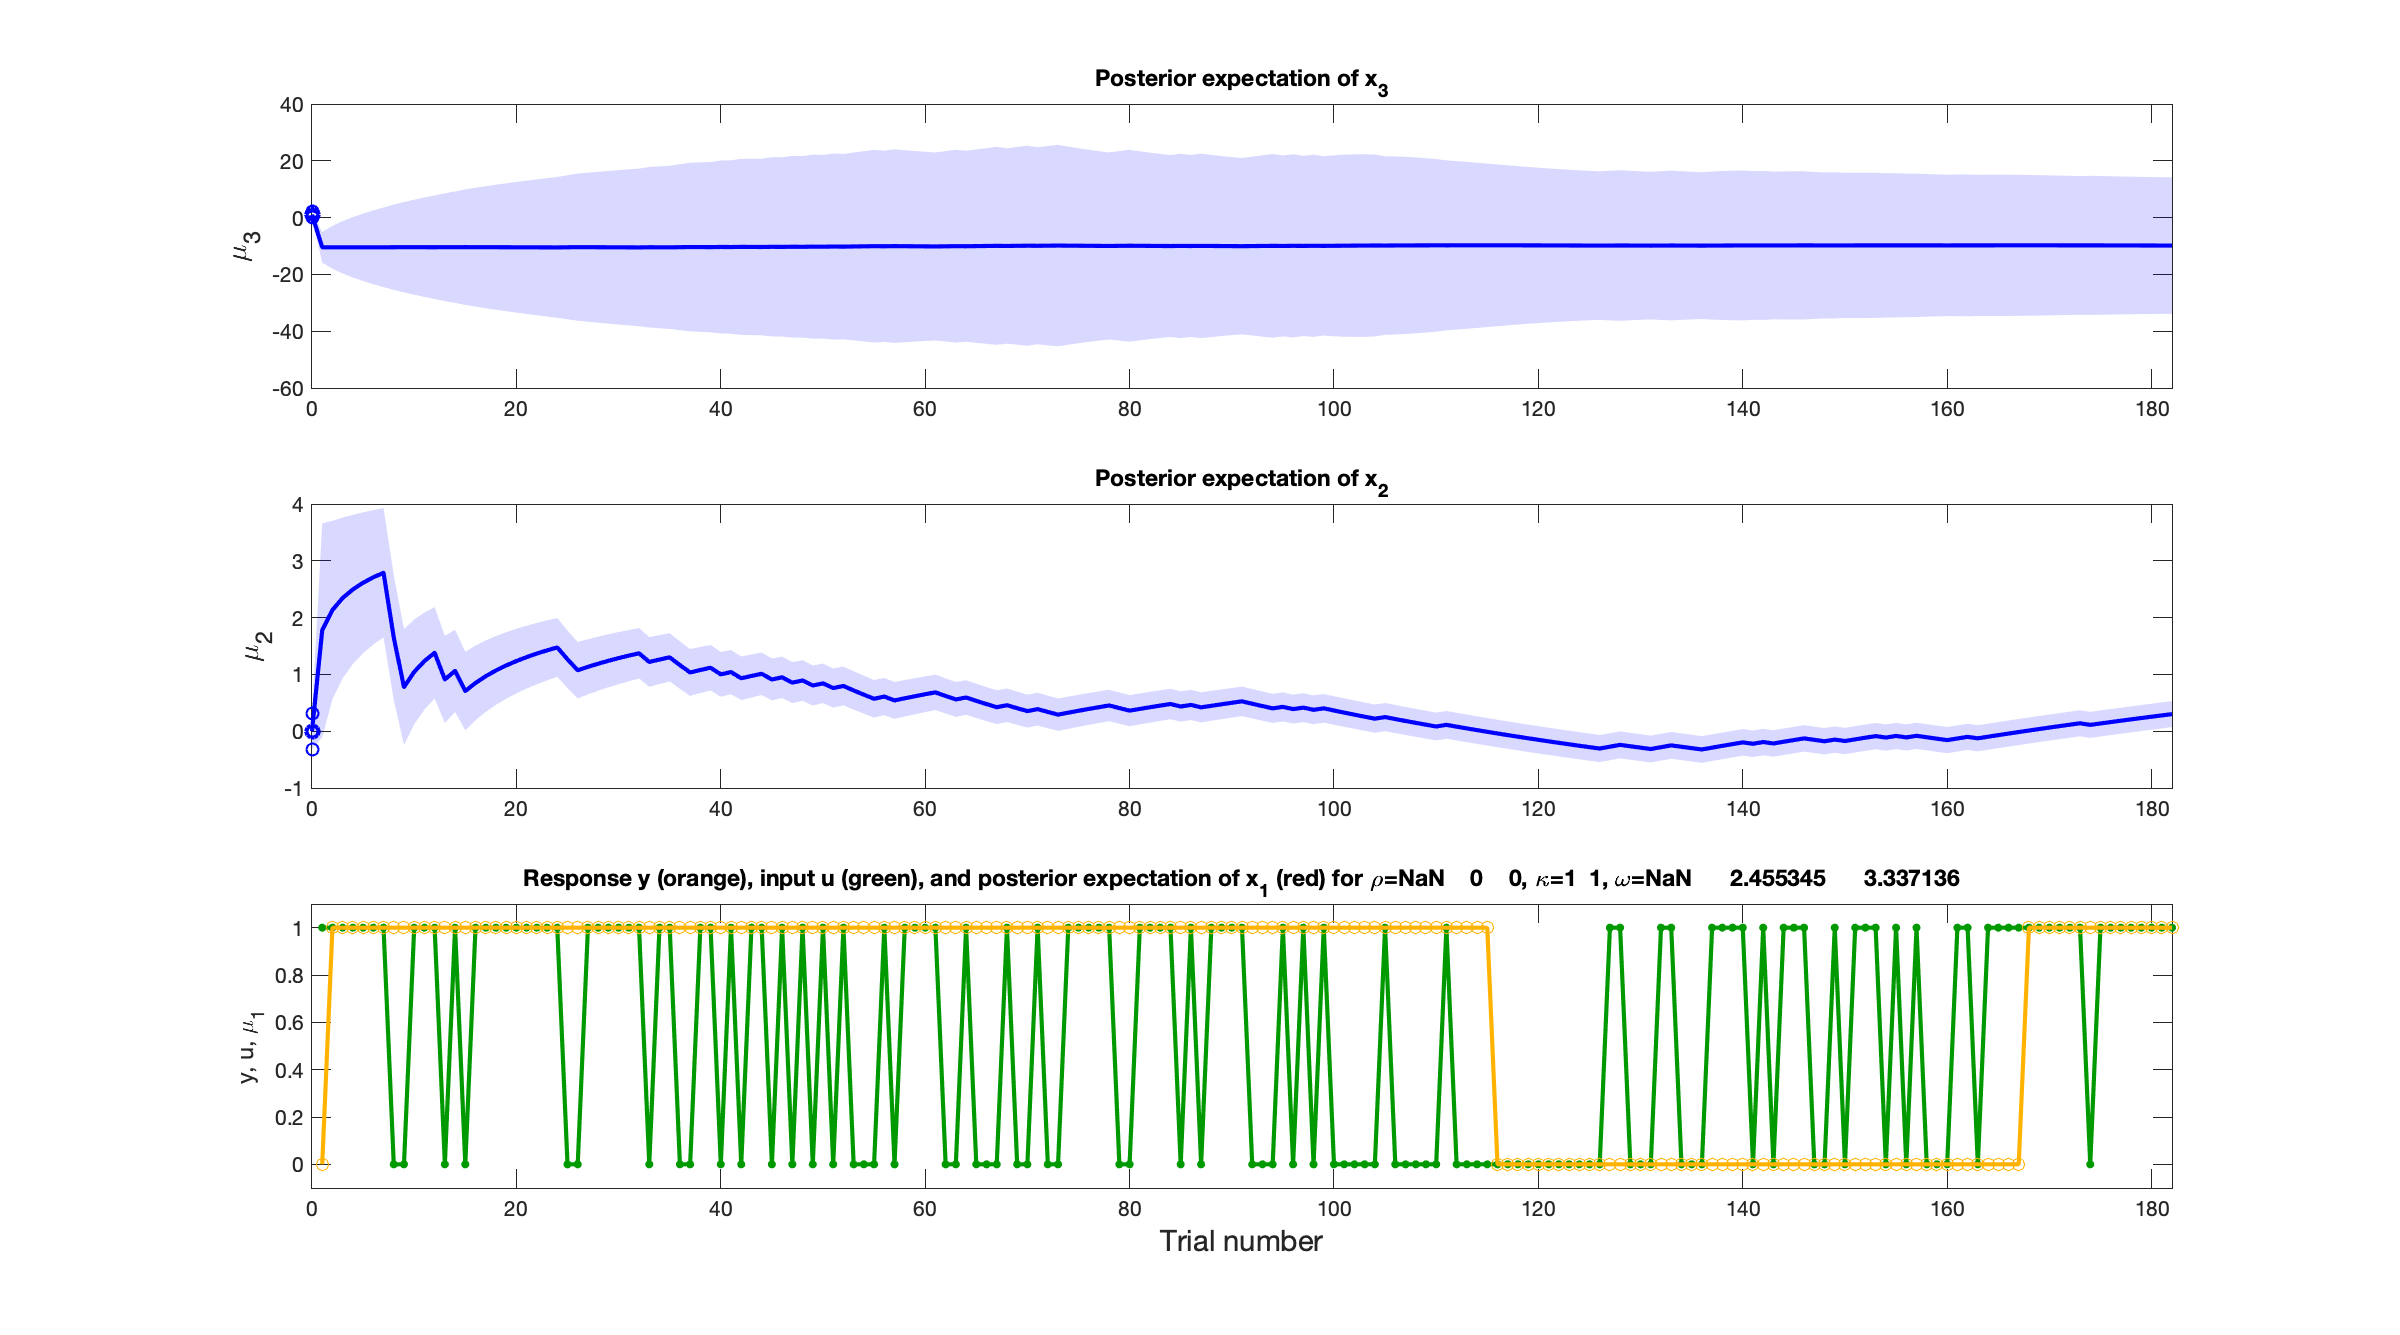 Posterior expectation of x3
40
20
0
-20
-40
-60
μ3
0 20 40 60 80 100 120 140 160 180
Posterior expectation of x2
4
3
2
1
0
-1
μ2
0 20 40 60 80 100 120 140 160 180
Response y (orange), input u (green), and posterior expectation of x1 (red) for ρ=NaN 0 0, κ=1 1, ω=NaN 2.455345 3.337136
1
0.8
0.6
0.4
0.2
0
y, u, μ1
0 20 40 60 80 100 120 140 160 180
Trial number